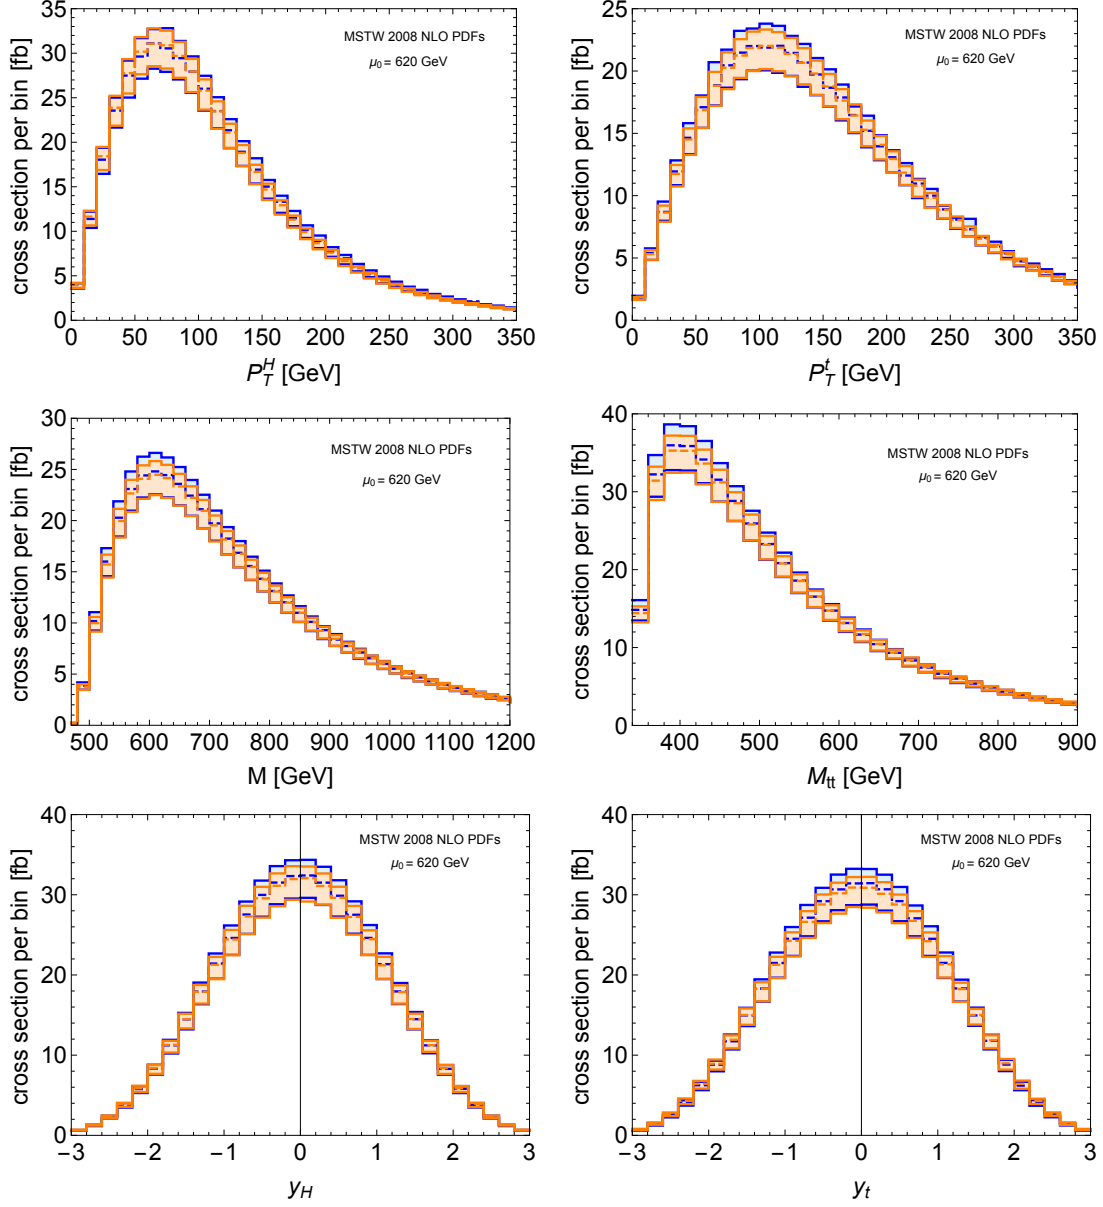 MSTW 2008 NLO PDFs
μ₀ = 620 GeV
cross section per bin [fb]
0 5 10 15 20 25 30 35
0 50 100 150 200 250 300 350
P_T^H [GeV]
MSTW 2008 NLO PDFs
μ₀ = 620 GeV
cross section per bin [fb]
0 5 10 15 20 25
0 50 100 150 200 250 300 350
P_T^t [GeV]
MSTW 2008 NLO PDFs
μ₀ = 620 GeV
cross section per bin [fb]
0 5 10 15 20 25 30
500 600 700 800 900 1000 1100 1200
M [GeV]
MSTW 2008 NLO PDFs
μ₀ = 620 GeV
cross section per bin [fb]
0 10 20 30 40
400 500 600 700 800 900
M_tt [GeV]
MSTW 2008 NLO PDFs
μ₀ = 620 GeV
cross section per bin [fb]
0 10 20 30 40
−3 −2 −1 0 1 2 3
y_H
MSTW 2008 NLO PDFs
μ₀ = 620 GeV
cross section per bin [fb]
0 10 20 30 40
−3 −2 −1 0 1 2 3
y_t